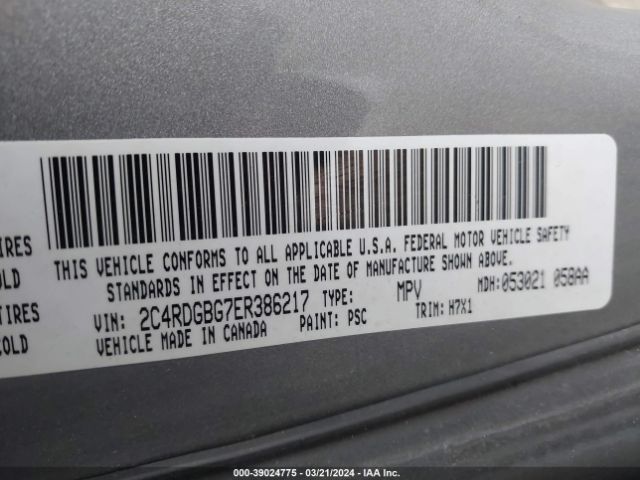 THIS VEHICLE CONFORMS TO ALL APPLICABLE U.S.A. FEDERAL MOTOR VEHICLE SAFETY
STANDARDS IN EFFECT ON THE DATE OF MANUFACTURE SHOWN ABOVE.
VIN: 2C4RDGBG7ER386217 TYPE: MPV MDH:053021 058AA
VEHICLE MADE IN CANADA PAINT: PSC TRIM: H7X1
IRES
OLD
TIRES
COLD
000-39024775 - 03/21/2024 - IAA Inc.